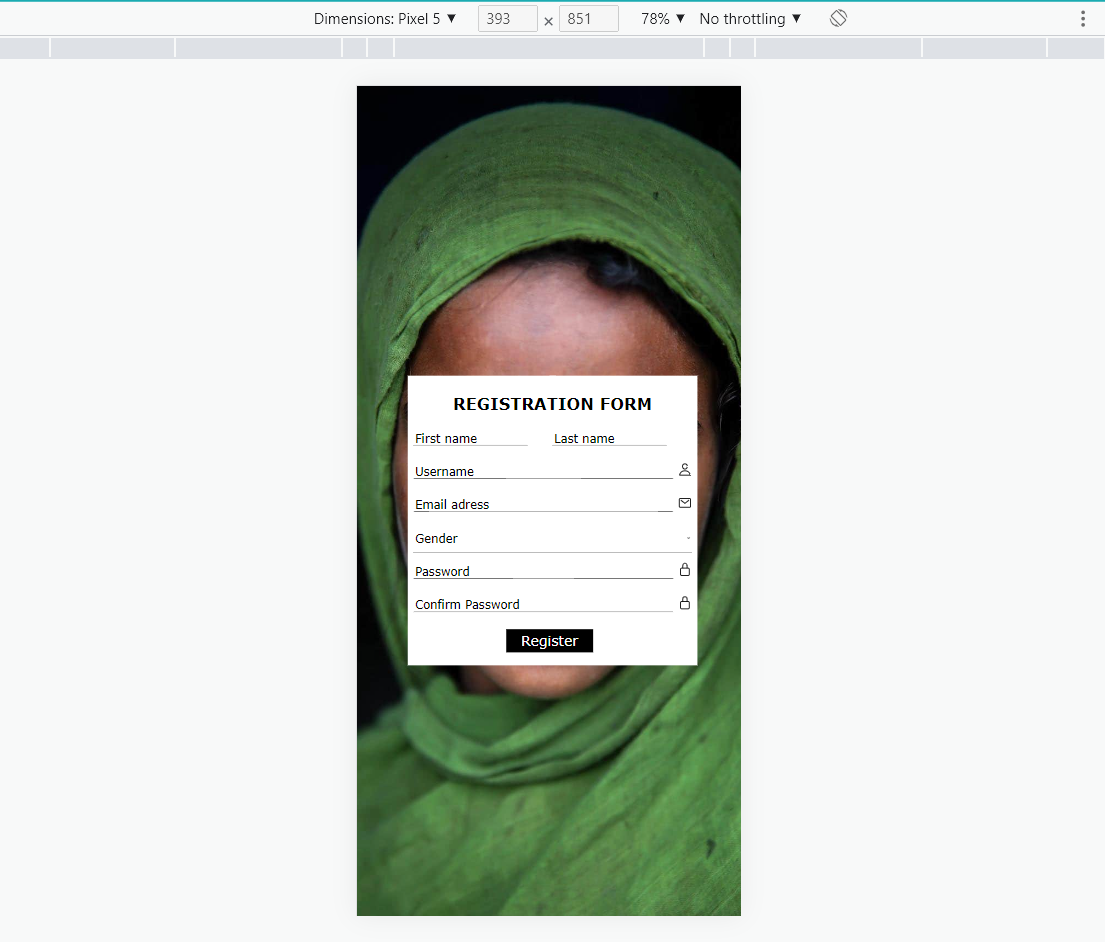 Dimensions: Pixel 5 ▼ 393 × 851 78% ▼ No throttling ▼
REGISTRATION FORM
First name Last name
Username
Email adress
Gender
Password
Confirm Password
Register